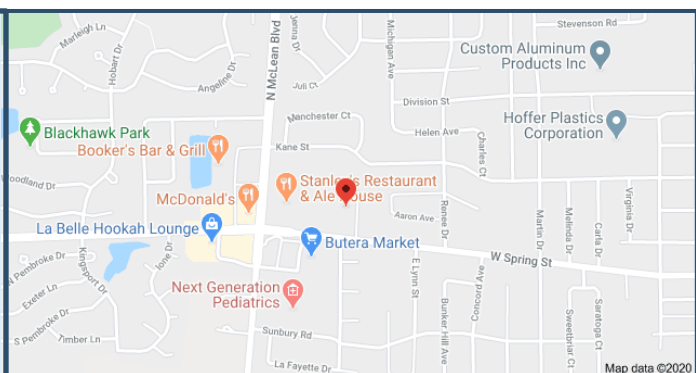 Stevenson Rd
Marleigh Ln
Hobart Dr
N McLean Blvd
Michigan Ave
Custom Aluminum
Products Inc
Angeline Dr
Juli Ct
Division St
Manchester Ct
Hoffer Plastics
Corporation
Blackhawk Park
Helen Ave
Charles Ct
Booker's Bar & Grill
Kane St
Woodland Dr
McDonald's
Restaurant
& Ale House
Virginia Dr
Renee Dr
Aaron Ave
Martin Dr
Melinda Dr
Carla Dr
La Belle Hookah Lounge
Butera Market
W Spring St
N Pembroke Dr
Kingsport Dr
Ione Dr
E Lynn St
Concord Ave
Exeter Ln
Next Generation
Pediatrics
Bunker Hill Ave
Sweetbriar Ct
Saratoga Ct
S Pembroke Dr
Timber Ln
Sunbury Rd
La Fayette Dr
Map data ©2020